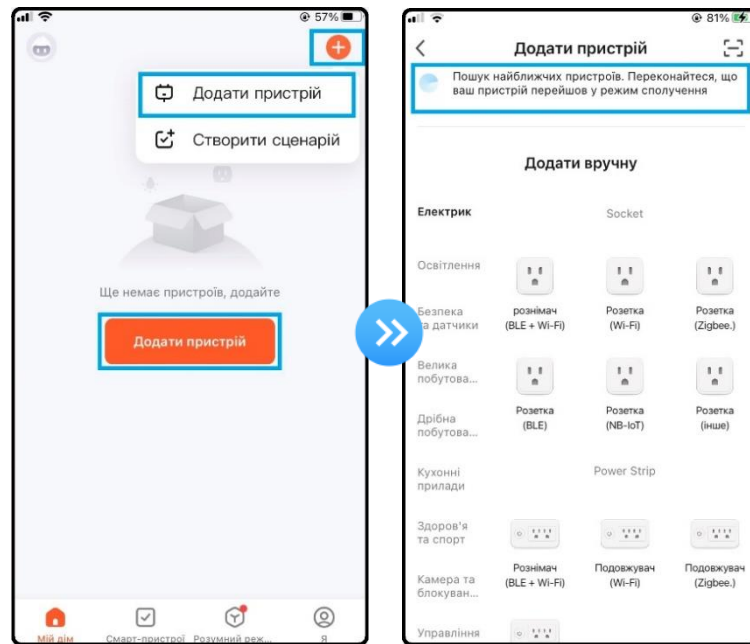 57%
Додати пристрій
Створити сценарій
Ще немає пристроїв, додайте
Додати пристрій
Мій дім
Смарт-пристрої
Розумний реж...
Я
81%
Додати пристрій
Пошук найближчих пристроїв. Переконайтеся, що
ваш пристрій перейшов у режим сполучення
Додати вручну
Електрик
Освітлення
Безпека
та датчики
Велика
побутова...
Дрібна
побутова...
Кухонні
прилади
Здоров'я
та спорт
Камера та
блокуван...
Управління
Socket
рознімач
(BLE + Wi-Fi)
Розетка
(Wi-Fi)
Розетка
(Zigbee.)
Розетка
(BLE)
Розетка
(NB-IoT)
Розетка
(інше)
Power Strip
Рознімач
(BLE + Wi-Fi)
Подовжувач
(Wi-Fi)
Подовжувач
(Zigbee.)